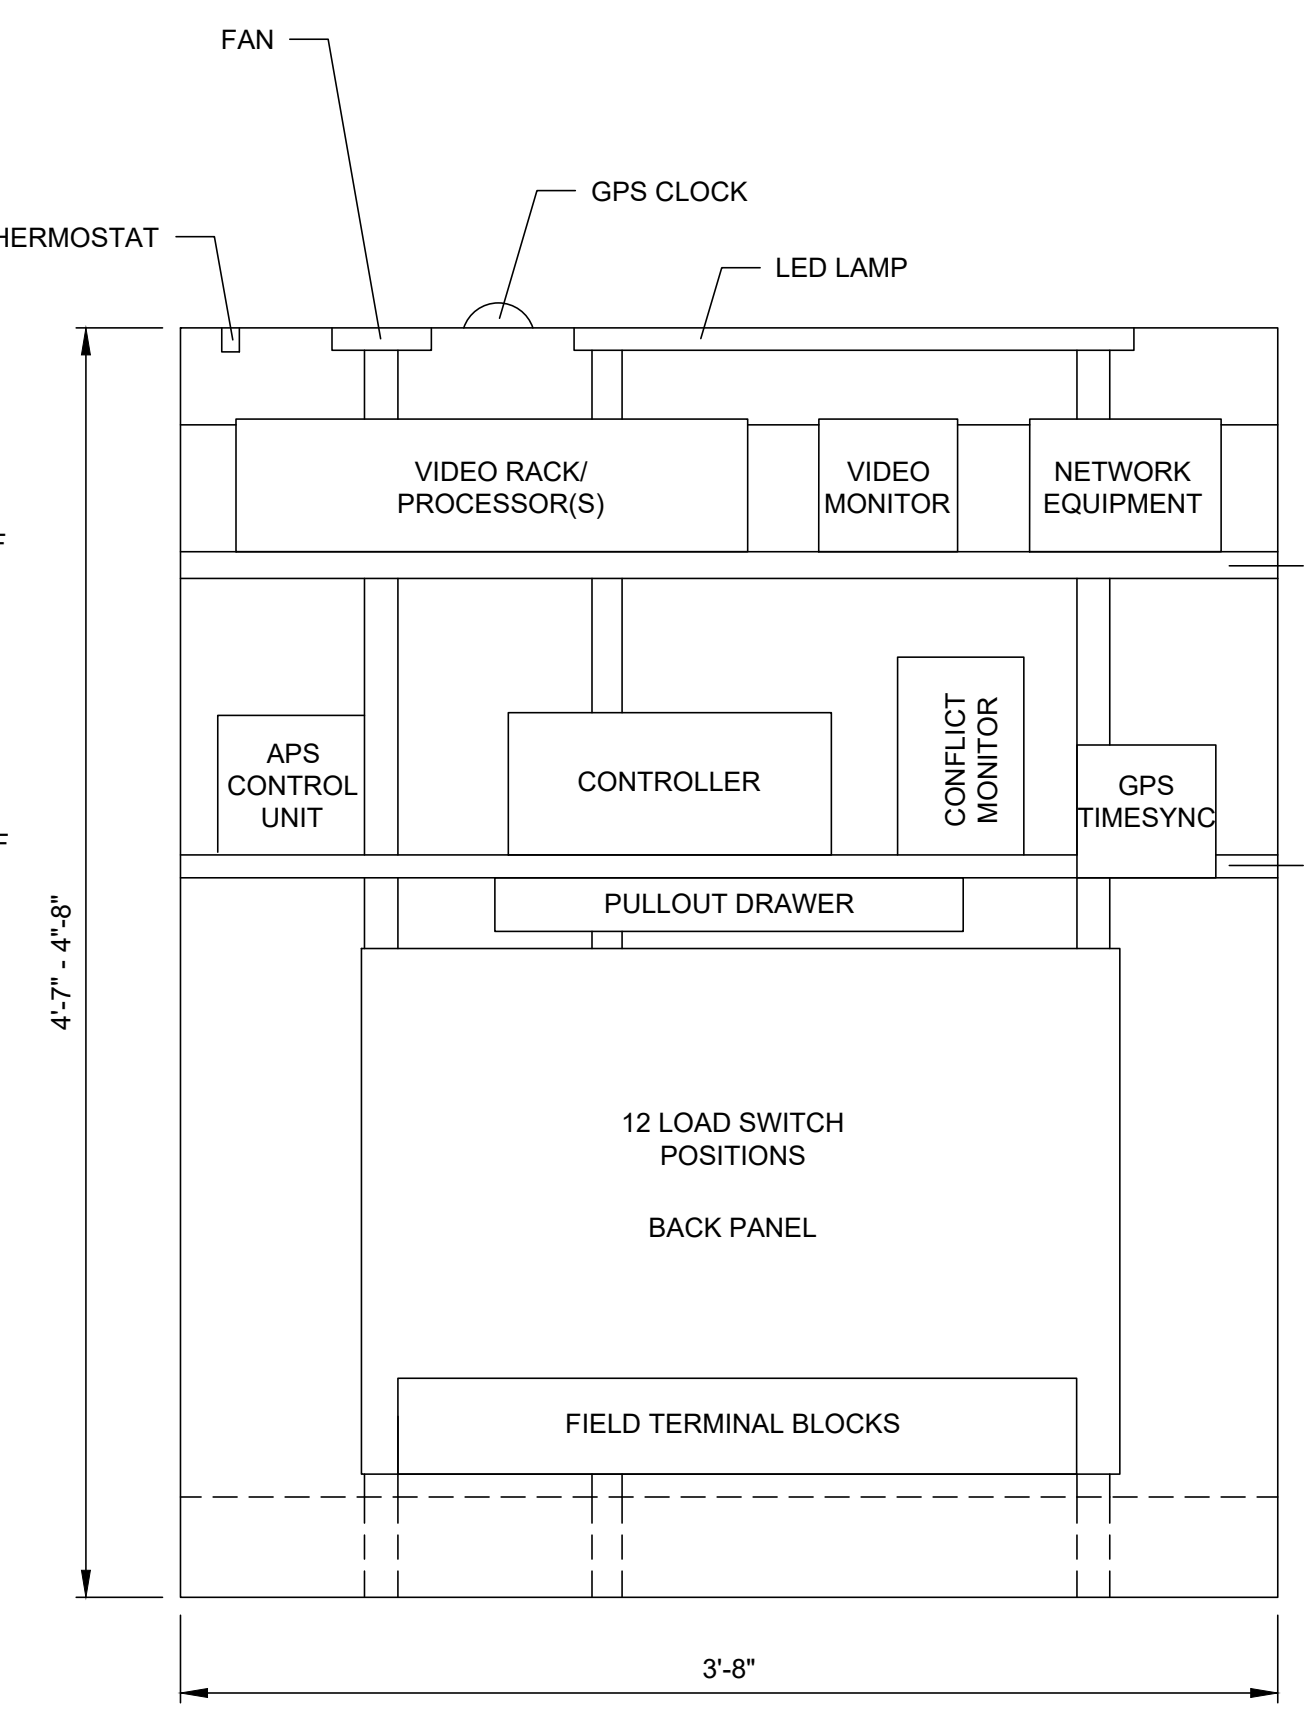 FAN
GPS CLOCK
HERMOSTAT
LED LAMP
VIDEO RACK/
PROCESSOR(S)
VIDEO
MONITOR
NETWORK
EQUIPMENT
F
APS
CONTROL
UNIT
CONTROLLER
CONFLICT
MONITOR
GPS
TIMESYNC
F
PULLOUT DRAWER
4'-7" - 4"-8"
12 LOAD SWITCH
POSITIONS
BACK PANEL
FIELD TERMINAL BLOCKS
3'-8"